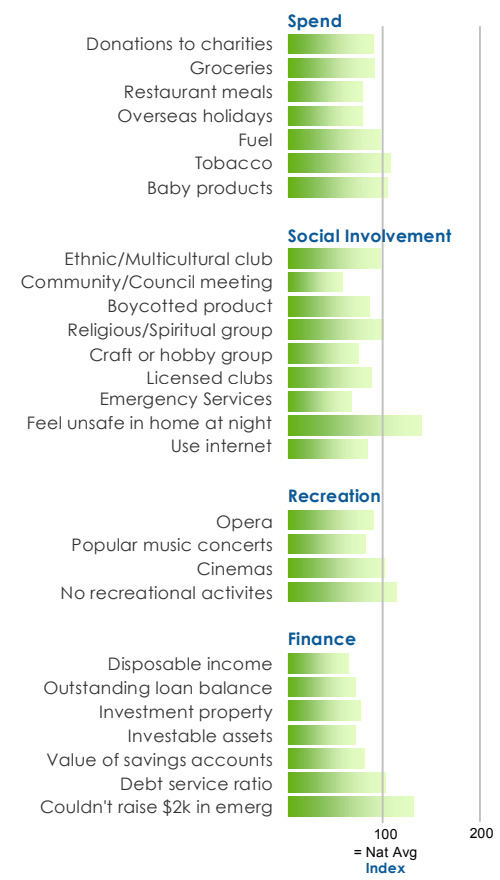 Spend
Donations to charities
Groceries
Restaurant meals
Overseas holidays
Fuel
Tobacco
Baby products
Social Involvement
Ethnic/Multicultural club
Community/Council meeting
Boycotted product
Religious/Spiritual group
Craft or hobby group
Licensed clubs
Emergency Services
Feel unsafe in home at night
Use internet
Recreation
Opera
Popular music concerts
Cinemas
No recreational activites
Finance
Disposable income
Outstanding loan balance
Investment property
Investable assets
Value of savings accounts
Debt service ratio
Couldn't raise $2k in emerg
100 200
= Nat Avg
Index